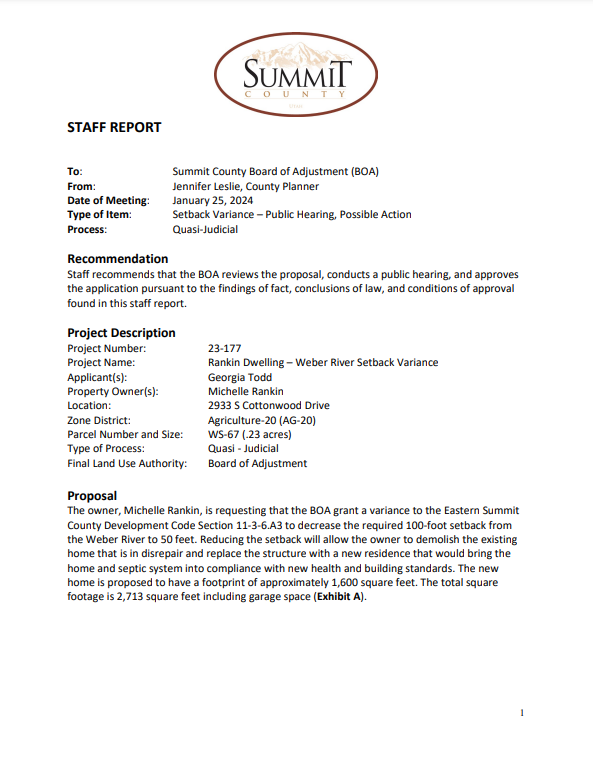 SUMMIT
COUNTY
STAFF REPORT
To: Summit County Board of Adjustment (BOA)
From: Jennifer Leslie, County Planner
Date of Meeting: January 25, 2024
Type of Item: Setback Variance – Public Hearing, Possible Action
Process: Quasi-Judicial
Recommendation
Staff recommends that the BOA reviews the proposal, conducts a public hearing, and approves
the application pursuant to the findings of fact, conclusions of law, and conditions of approval
found in this staff report.
Project Description
Project Number: 23-177
Project Name: Rankin Dwelling – Weber River Setback Variance
Applicant(s): Georgia Todd
Property Owner(s): Michelle Rankin
Location: 2933 S Cottonwood Drive
Zone District: Agriculture-20 (AG-20)
Parcel Number and Size: WS-67 (.23 acres)
Type of Process: Quasi - Judicial
Final Land Use Authority: Board of Adjustment
Proposal
The owner, Michelle Rankin, is requesting that the BOA grant a variance to the Eastern Summit
County Development Code Section 11-3-6.A3 to decrease the required 100-foot setback from
the Weber River to 50 feet. Reducing the setback will allow the owner to demolish the existing
home that is in disrepair and replace the structure with a new residence that would bring the
home and septic system into compliance with new health and building standards. The new
home is proposed to have a footprint of approximately 1,600 square feet. The total square
footage is 2,713 square feet including garage space (Exhibit A).
1